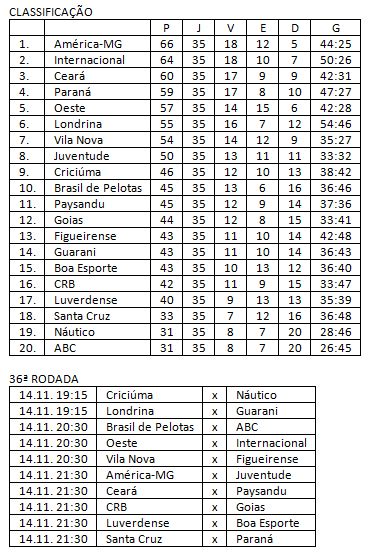 CLASSIFICAÇÃO
P J V E D G
1. América-MG 66 35 18 12 5 44:25
2. Internacional 64 35 18 10 7 50:26
3. Ceará 60 35 17 9 9 42:31
4. Paraná 59 35 17 8 10 47:27
5. Oeste 57 35 14 15 6 42:28
6. Londrina 55 35 16 7 12 54:46
7. Vila Nova 54 35 14 12 9 35:27
8. Juventude 50 35 13 11 11 33:32
9. Criciúma 46 35 12 10 13 38:42
10. Brasil de Pelotas 45 35 13 6 16 36:46
11. Paysandu 45 35 12 9 14 37:36
12. Goias 44 35 12 8 15 33:41
13. Figueirense 43 35 11 10 14 42:48
14. Guarani 43 35 11 10 14 36:43
15. Boa Esporte 43 35 10 13 12 36:40
16. CRB 42 35 11 9 15 33:47
17. Luverdense 40 35 9 13 13 35:39
18. Santa Cruz 33 35 7 12 16 36:48
19. Náutico 31 35 8 7 20 28:46
20. ABC 31 35 8 7 20 26:45
36ª RODADA
14.11. 19:15 Criciúma x Náutico
14.11. 19:15 Londrina x Guarani
14.11. 20:30 Brasil de Pelotas x ABC
14.11. 20:30 Oeste x Internacional
14.11. 20:30 Vila Nova x Figueirense
14.11. 21:30 América-MG x Juventude
14.11. 21:30 Ceará x Paysandu
14.11. 21:30 CRB x Goias
14.11. 21:30 Luverdense x Boa Esporte
14.11. 21:30 Santa Cruz x Paraná